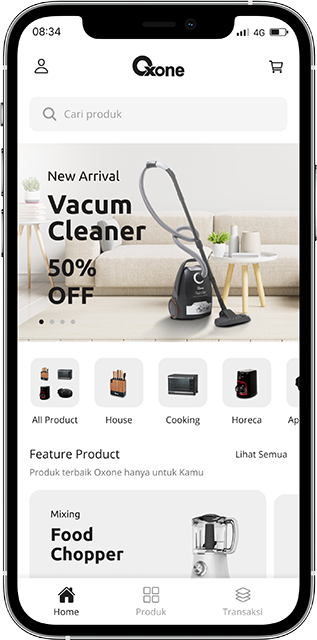 08:34
4G
Oxone
Cari produk
New Arrival
Vacum
Cleaner
50%
OFF
All Product
House
Cooking
Horeca
Ap
Feature Product
Lihat Semua
Produk terbaik Oxone hanya untuk Kamu
Mixing
Food
Chopper
Home
Produk
Transaksi